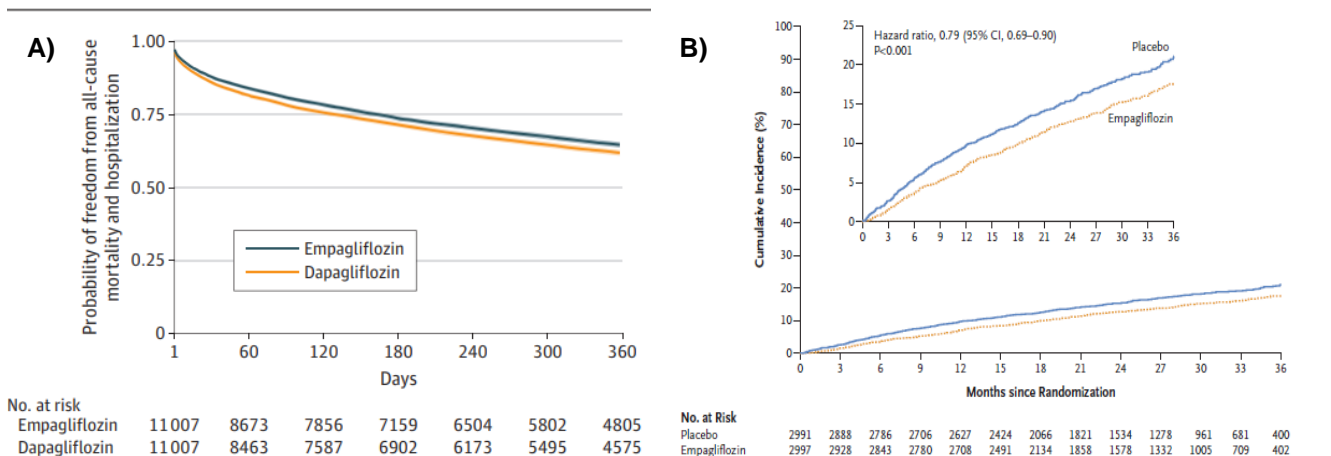 A)
Probability of freedom from all-cause
mortality and hospitalization
1.00
0.75
0.50
0.25
0
Empagliflozin
Dapagliflozin
1 60 120 180 240 300 360
Days
No. at risk
Empagliflozin 11007 8673 7856 7159 6504 5802 4805
Dapagliflozin 11007 8463 7587 6902 6173 5495 4575
B)
Cumulative Incidence (%)
100
90
80
70
60
50
40
30
20
10
0
25
20
15
10
5
0
Hazard ratio, 0.79 (95% CI, 0.69–0.90)
P<0.001
Placebo
Empagliflozin
0 3 6 9 12 15 18 21 24 27 30 33 36
0 3 6 9 12 15 18 21 24 27 30 33 36
Months since Randomization
No. at Risk
Placebo 2991 2888 2786 2706 2627 2424 2066 1821 1534 1278 961 681 400
Empagliflozin 2997 2928 2843 2780 2708 2491 2134 1858 1578 1332 1005 709 402